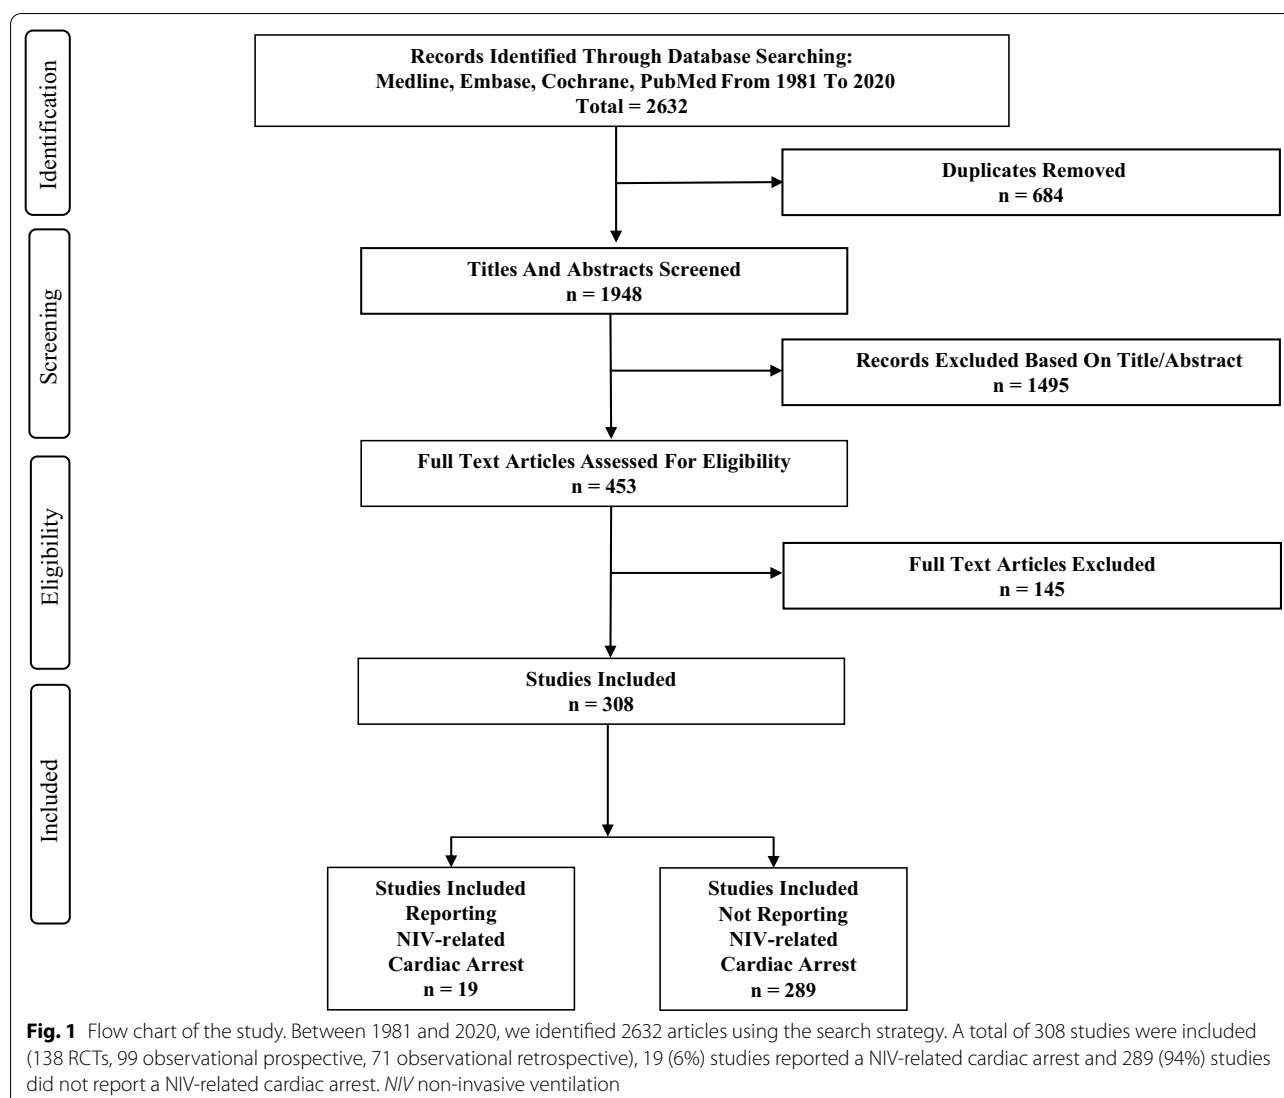 Identification
Records Identified Through Database Searching:
Medline, Embase, Cochrane, PubMed From 1981 To 2020
Total = 2632
Duplicates Removed
n = 684
Screening
Titles And Abstracts Screened
n = 1948
Records Excluded Based On Title/Abstract
n = 1495
Eligibility
Full Text Articles Assessed For Eligibility
n = 453
Full Text Articles Excluded
n = 145
Included
Studies Included
n = 308
Studies Included
Reporting
NIV-related
Cardiac Arrest
n = 19
Studies Included
Not Reporting
NIV-related
Cardiac Arrest
n = 289
Fig. 1 Flow chart of the study. Between 1981 and 2020, we identified 2632 articles using the search strategy. A total of 308 studies were included
(138 RCTs, 99 observational prospective, 71 observational retrospective), 19 (6%) studies reported a NIV-related cardiac arrest and 289 (94%) studies
did not report a NIV-related cardiac arrest. NIV non-invasive ventilation